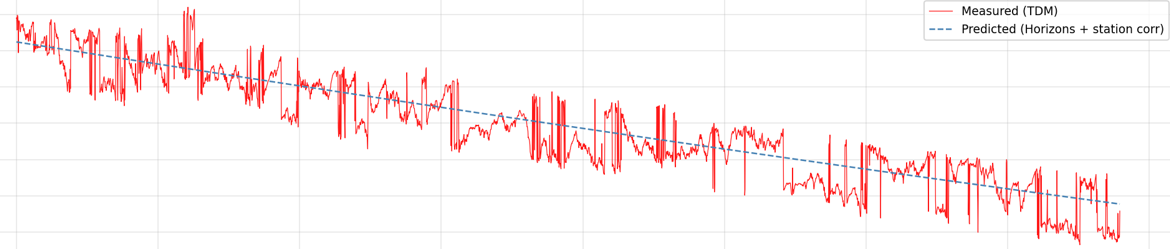 Measured (TDM)
Predicted (Horizons + station corr)